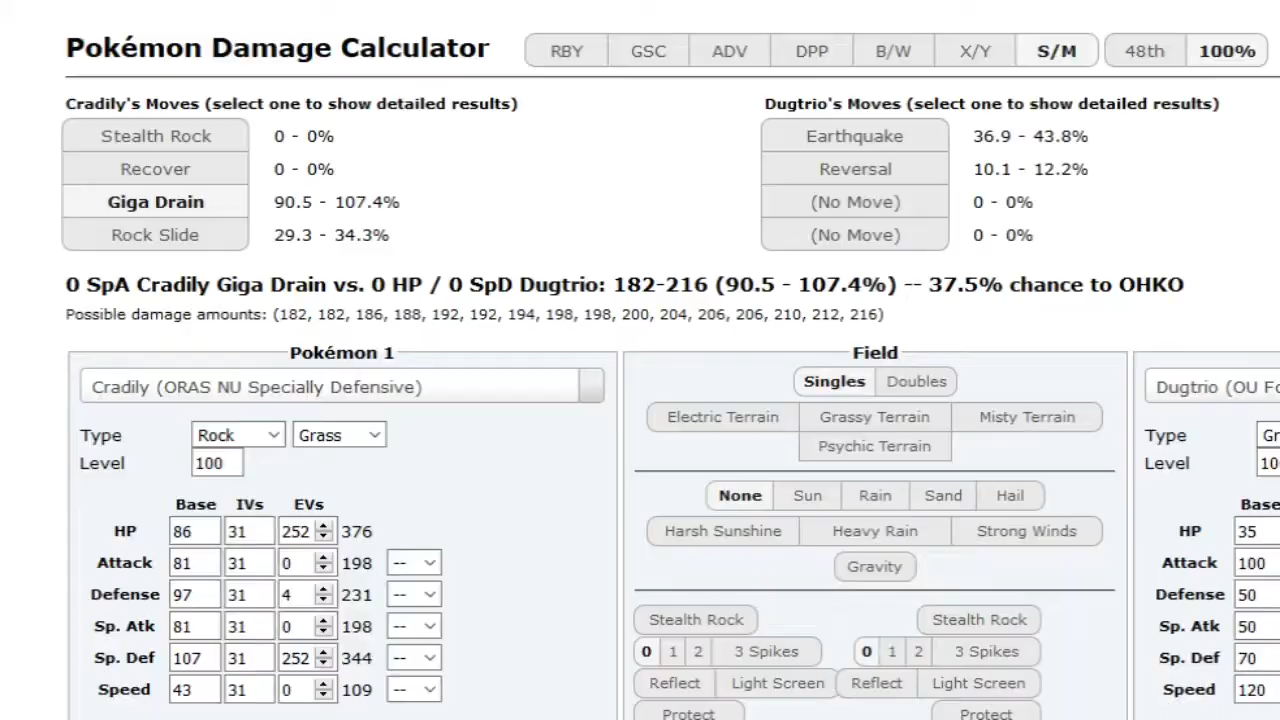 Pokémon Damage Calculator RBY GSC ADV DPP B/W X/Y S/M 48th 100%
Cradily's Moves (select one to show detailed results) Dugtrio's Moves (select one to show detailed results)
Stealth Rock 0 - 0% Earthquake 36.9 - 43.8%
Recover 0 - 0% Reversal 10.1 - 12.2%
Giga Drain 90.5 - 107.4% (No Move) 0 - 0%
Rock Slide 29.3 - 34.3% (No Move) 0 - 0%
0 SpA Cradily Giga Drain vs. 0 HP / 0 SpD Dugtrio: 182-216 (90.5 - 107.4%) -- 37.5% chance to OHKO
Possible damage amounts: (182, 182, 186, 188, 192, 192, 194, 198, 198, 200, 204, 206, 206, 210, 212, 216)
Pokémon 1 Field
Cradily (ORAS NU Specially Defensive) Singles Doubles Dugtrio (OU Fo
Electric Terrain Grassy Terrain Misty Terrain
Type Rock Grass Psychic Terrain Type Gr
Level 100 Level 10
None Sun Rain Sand Hail
Base IVs EVs Base
HP 86 31 252 376 Harsh Sunshine Heavy Rain Strong Winds HP 35
Attack 81 31 0 198 -- Gravity Attack 100
Defense 97 31 4 231 -- Defense 50
Sp. Atk 81 31 0 198 -- Stealth Rock Stealth Rock Sp. Atk 50
Sp. Def 107 31 252 344 -- 0 1 2 3 Spikes 0 1 2 3 Spikes Sp. Def 70
Speed 43 31 0 109 -- Reflect Light Screen Reflect Light Screen Speed 120
Protect Protect